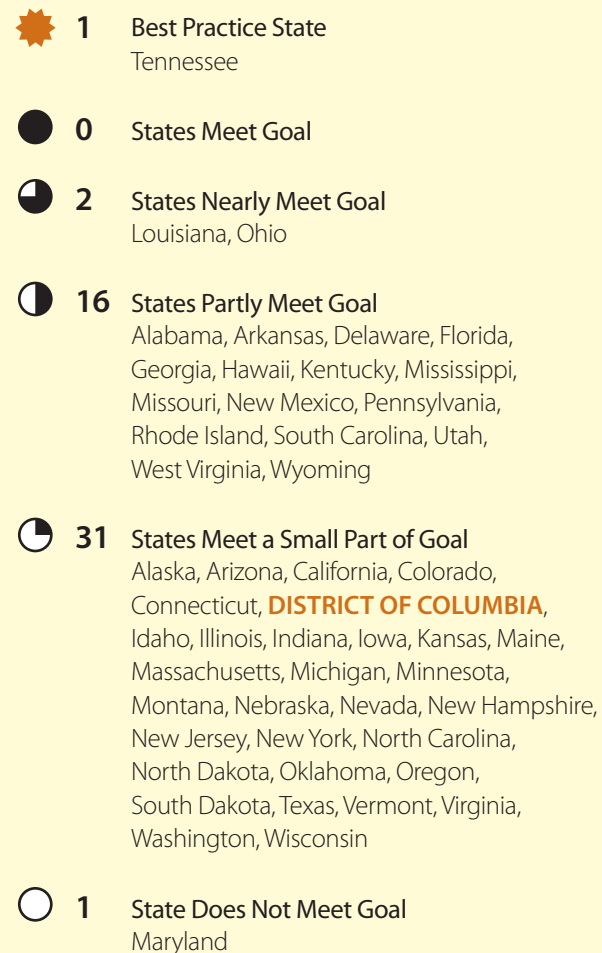 1 Best Practice State
Tennessee
0 States Meet Goal
2 States Nearly Meet Goal
Louisiana, Ohio
16 States Partly Meet Goal
Alabama, Arkansas, Delaware, Florida,
Georgia, Hawaii, Kentucky, Mississippi,
Missouri, New Mexico, Pennsylvania,
Rhode Island, South Carolina, Utah,
West Virginia, Wyoming
31 States Meet a Small Part of Goal
Alaska, Arizona, California, Colorado,
Connecticut, DISTRICT OF COLUMBIA,
Idaho, Illinois, Indiana, Iowa, Kansas, Maine,
Massachusetts, Michigan, Minnesota,
Montana, Nebraska, Nevada, New Hampshire,
New Jersey, New York, North Carolina,
North Dakota, Oklahoma, Oregon,
South Dakota, Texas, Vermont, Virginia,
Washington, Wisconsin
1 State Does Not Meet Goal
Maryland